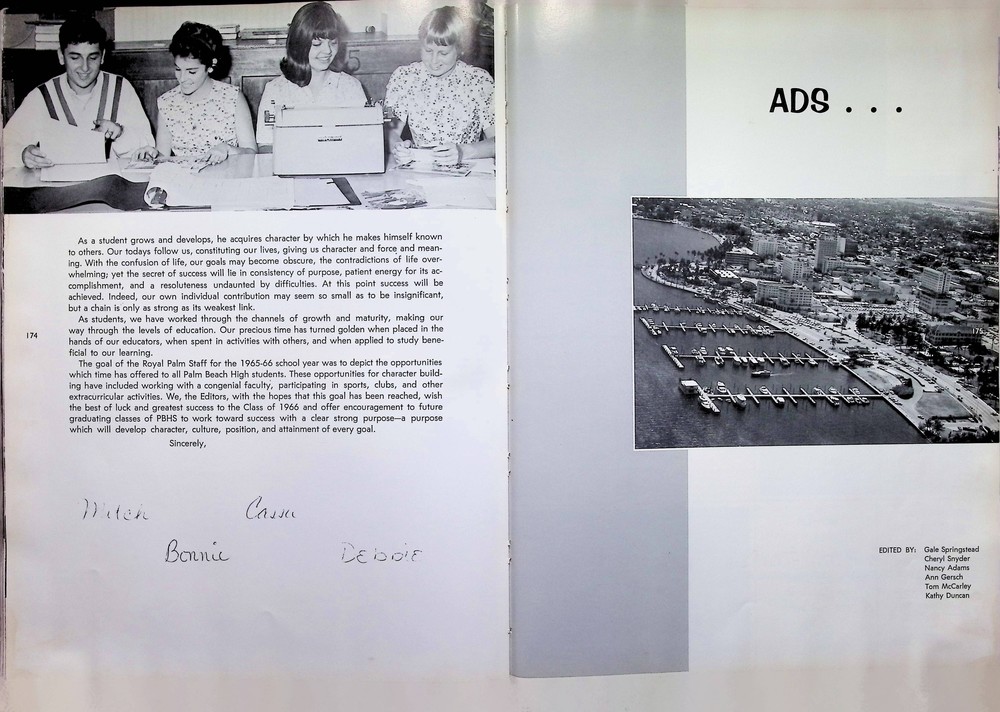 As a student grows and develops, he acquires character by which he makes himself known
to others. Our todays follow us, constituting our lives, giving us character and force and mean-
ing. With the confusion of life, our goals may become obscure, the contradictions of life over-
whelming; yet the secret of success will lie in consistency of purpose, patient energy for its ac-
complishment, and a resoluteness undaunted by difficulties. At this point success will be
achieved. Indeed, our own individual contribution may seem so small as to be insignificant,
but a chain is only as strong as its weakest link.
As students, we have worked through the channels of growth and maturity, making our
way through the levels of education. Our precious time has turned golden when placed in the
hands of our educators, when spent in activities with others, and when applied to study bene-
ficial to our learning.
The goal of the Royal Palm Staff for the 1965-66 school year was to depict the opportunities
which time has offered to all Palm Beach High students. These opportunities for character build-
ing have included working with a congenial faculty, participating in sports, clubs, and other
extracurricular activities. We, the Editors, with the hopes that this goal has been reached, wish
the best of luck and greatest success to the Class of 1966 and offer encouragement to future
graduating classes of PBHS to work toward success with a clear strong purpose—a purpose
which will develop character, culture, position, and attainment of every goal.
Sincerely,
Mitch Cassie
Bonnie Debbie
174
ADS . . .
175
EDITED BY: Gale Springstead
Cheryl Snyder
Nancy Adams
Ann Gersch
Tom McCarley
Kathy Duncan